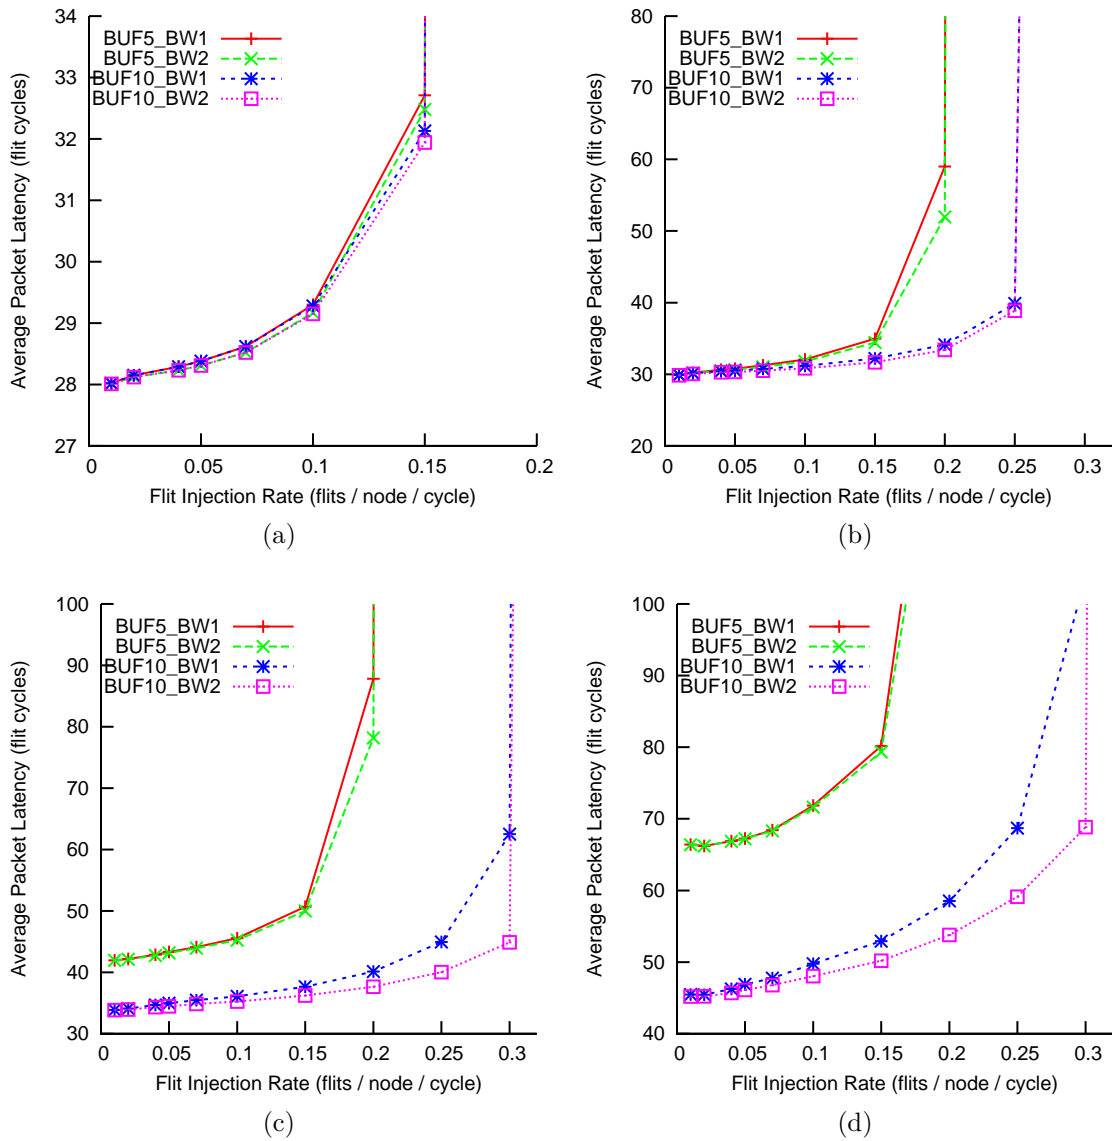 34
33
32
31
30
29
28
27
0
0.05
0.1
0.15
0.2
Average Packet Latency (flit cycles)
Flit Injection Rate (flits / node / cycle)
BUF5_BW1
BUF5_BW2
BUF10_BW1
BUF10_BW2
(a)
80
70
60
50
40
30
20
0
0.05
0.1
0.15
0.2
0.25
0.3
Average Packet Latency (flit cycles)
Flit Injection Rate (flits / node / cycle)
BUF5_BW1
BUF5_BW2
BUF10_BW1
BUF10_BW2
(b)
100
90
80
70
60
50
40
30
0
0.05
0.1
0.15
0.2
0.25
0.3
Average Packet Latency (flit cycles)
Flit Injection Rate (flits / node / cycle)
BUF5_BW1
BUF5_BW2
BUF10_BW1
BUF10_BW2
(c)
100
90
80
70
60
50
40
0
0.05
0.1
0.15
0.2
0.25
0.3
Average Packet Latency (flit cycles)
Flit Injection Rate (flits / node / cycle)
BUF5_BW1
BUF5_BW2
BUF10_BW1
BUF10_BW2
(d)